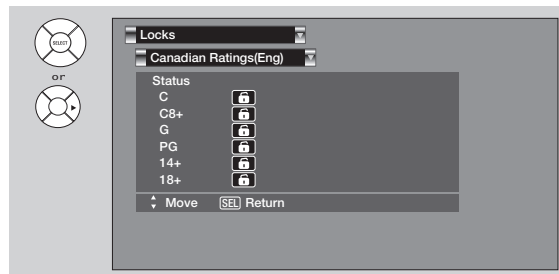 SELECT
or
Locks
Canadian Ratings(Eng)
Status
C
C8+
G
PG
14+
18+
Move SEL Return